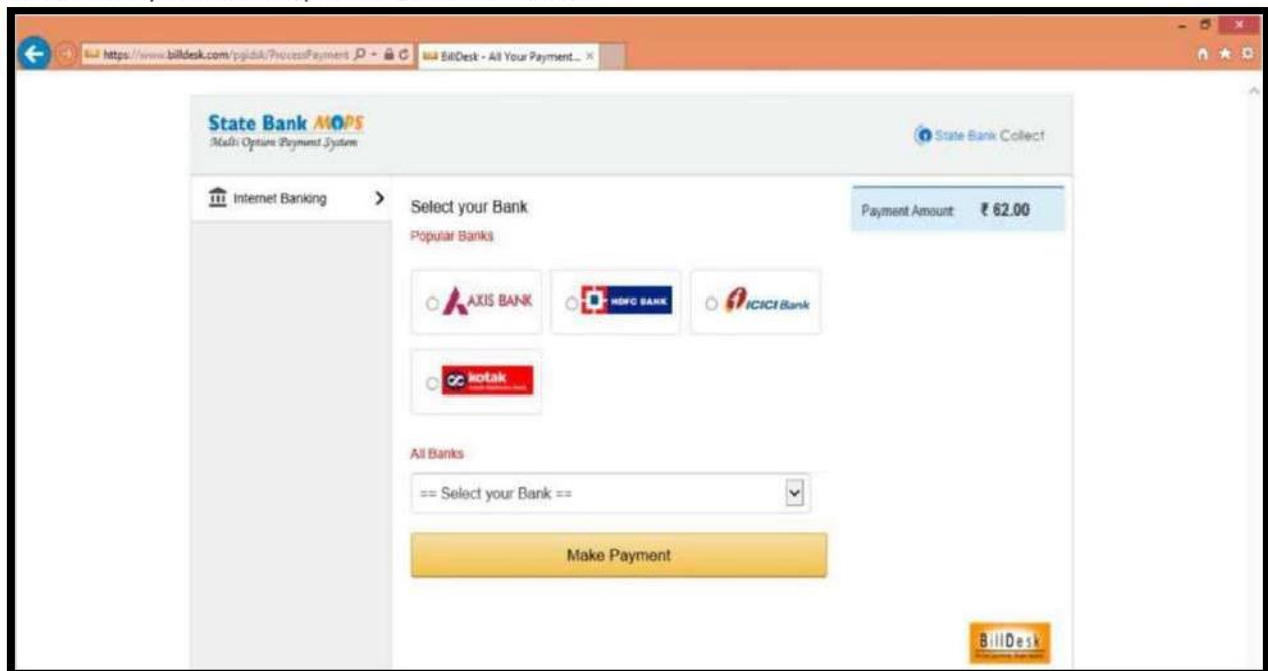 https://www.billdesk.com/pgidsk/ProcessPayment
BillDesk - All Your Payment...
State Bank MOPS
Multi Option Payment System
State Bank Collect
Internet Banking
Select your Bank
Popular Banks
Payment Amount: ₹ 62.00
AXIS BANK
HDFC BANK
ICICI Bank
kotak
All Banks
== Select your Bank ==
Make Payment
BillDesk